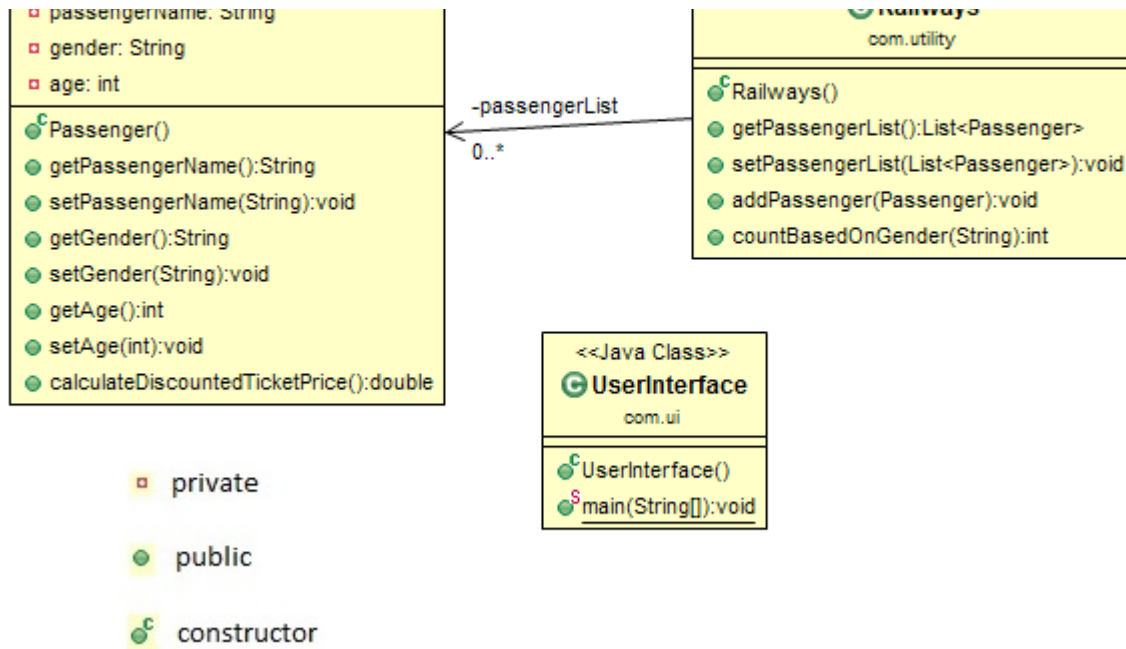 passengerName: String
gender: String
age: int
Passenger()
getPassengerName():String
setPassengerName(String):void
getGender():String
setGender(String):void
getAge():int
setAge(int):void
calculateDiscountedTicketPrice():double
-passengerList
0..*
Railways
com.utility
Railways()
getPassengerList():List<Passenger>
setPassengerList(List<Passenger>):void
addPassenger(Passenger):void
countBasedOnGender(String):int
<<Java Class>>
C UserInterface
com.ui
C UserInterface()
S main(String[]):void
private
public
C constructor